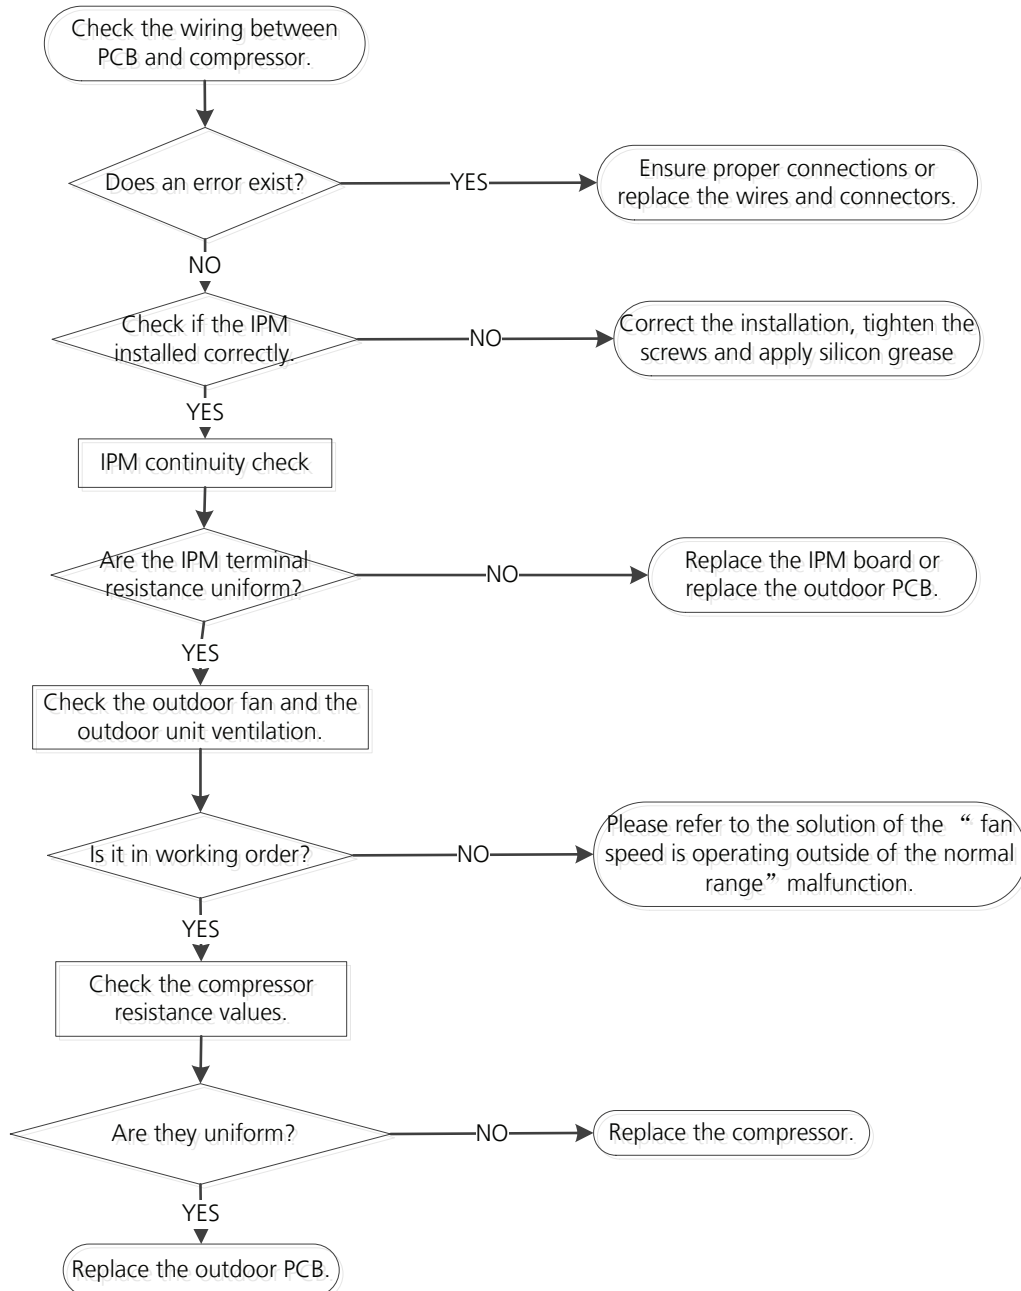 Check the wiring between
PCB and compressor.
Does an error exist?
YES
Ensure proper connections or
replace the wires and connectors.
NO
Check if the IPM
installed correctly.
NO
Correct the installation, tighten the
screws and apply silicon grease
YES
IPM continuity check
Are the IPM terminal
resistance uniform?
NO
Replace the IPM board or
replace the outdoor PCB.
YES
Check the outdoor fan and the
outdoor unit ventilation.
Is it in working order?
NO
Please refer to the solution of the “ fan
speed is operating outside of the normal
range” malfunction.
YES
Check the compressor
resistance values.
Are they uniform?
NO
Replace the compressor.
YES
Replace the outdoor PCB.